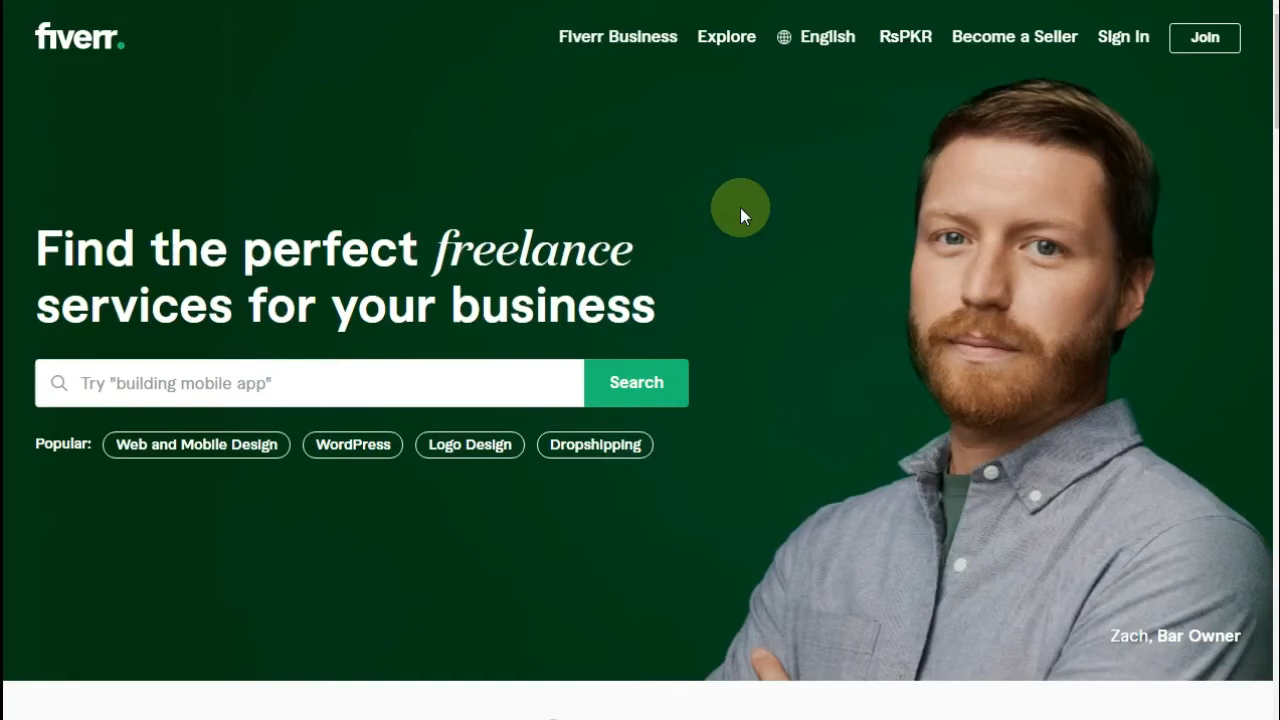 fiverr.
Fiverr Business Explore English RsPKR Become a Seller Sign In Join
Find the perfect freelance
services for your business
Try "building mobile app" Search
Popular: Web and Mobile Design WordPress Logo Design Dropshipping
Zach, Bar Owner